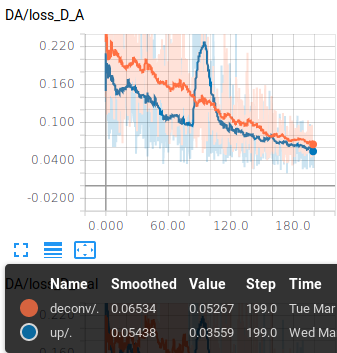 DA/loss_D_A
0.220
0.160
0.100
0.0400
-0.0200
0.000 60.00 120.0 180.0
Name Smoothed Value Step Time
deconv/. 0.06534 0.05267 199.0 Tue Mar
up/. 0.05438 0.03559 199.0 Wed Ma